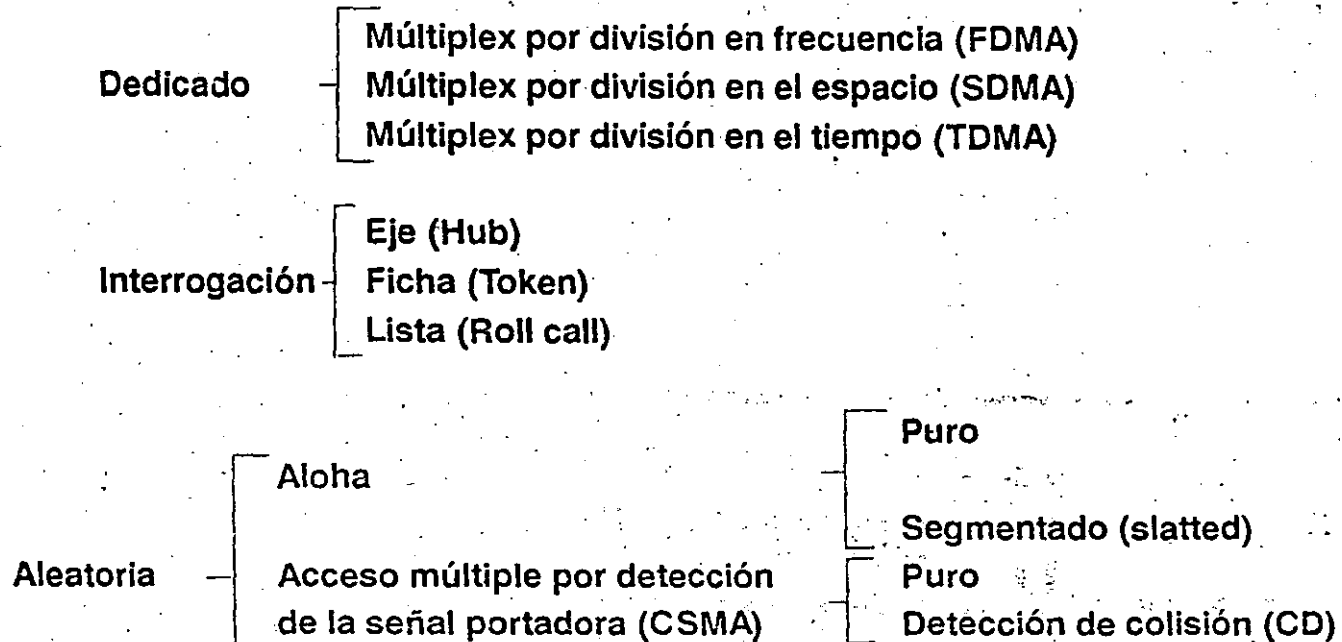 Múltiplex por división en frecuencia (FDMA)
Dedicado
Múltiplex por división en el espacio (SDMA)
Múltiplex por división en el tiempo (TDMA)
Eje (Hub)
Interrogación
Ficha (Token)
Lista (Roll call)
Aleatoria
Aloha
Puro
Segmentado (slatted)
Acceso múltiple por detección
de la señal portadora (CSMA)
Puro
Detección de colisión (CD)